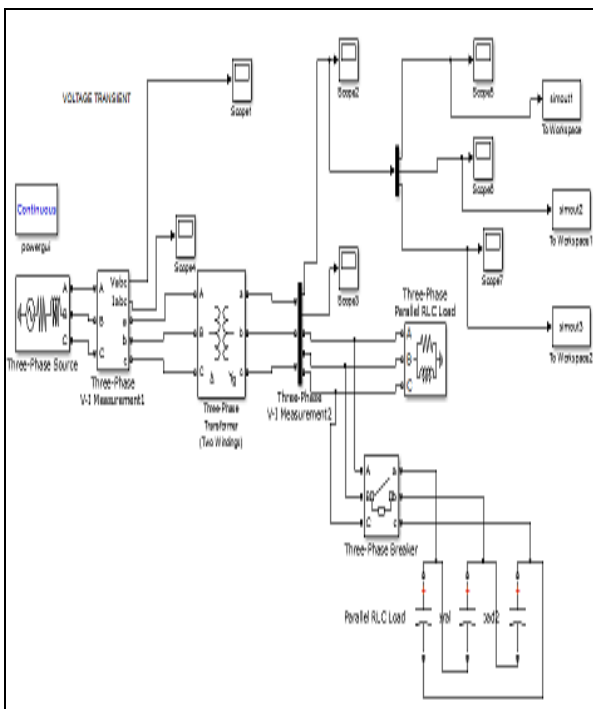 VOLTAGE TRANSIENT
Continuous
powergui
Scope4
Scope2
Scope5
simout1
To Workspace
Scope6
simout2
To Workspace1
Scope7
simout3
To Workspace2
Scope3
A
B
C
Three-Phase Source
A
B
C
Vabc
Iabc
a
b
c
Three-Phase
V-I Measurement1
A
B
C
a
b
c
Δ
Yg
Three-Phase
Transformer
(Two Windings)
Three-Phase
V-I Measurement2
Three-Phase
Parallel RLC Load
A
B
C
A
B
C
a
b
c
Three-Phase Breaker
Parallel RLC Load